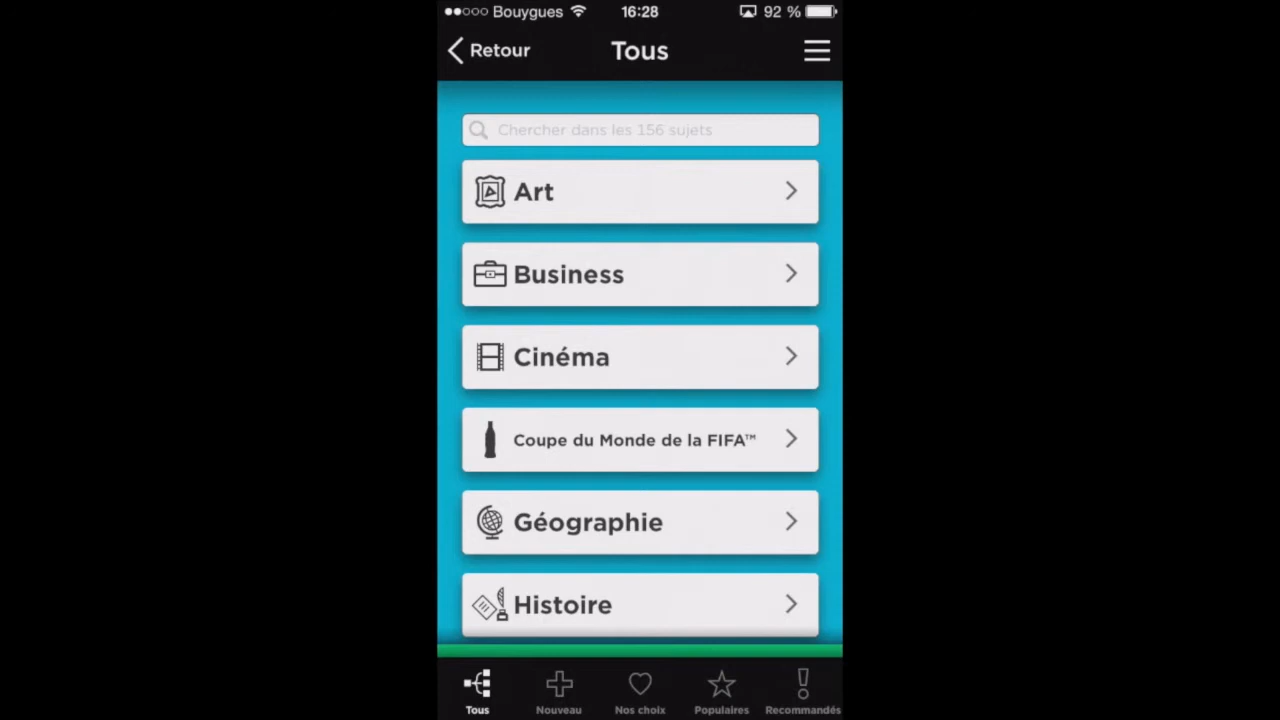 Bouygues 16:28 92 %
Retour Tous
Chercher dans les 156 sujets
Art
Business
Cinéma
Coupe du Monde de la FIFA™
Géographie
Histoire
Tous Nouveau Nos choix Populaires Recommandés